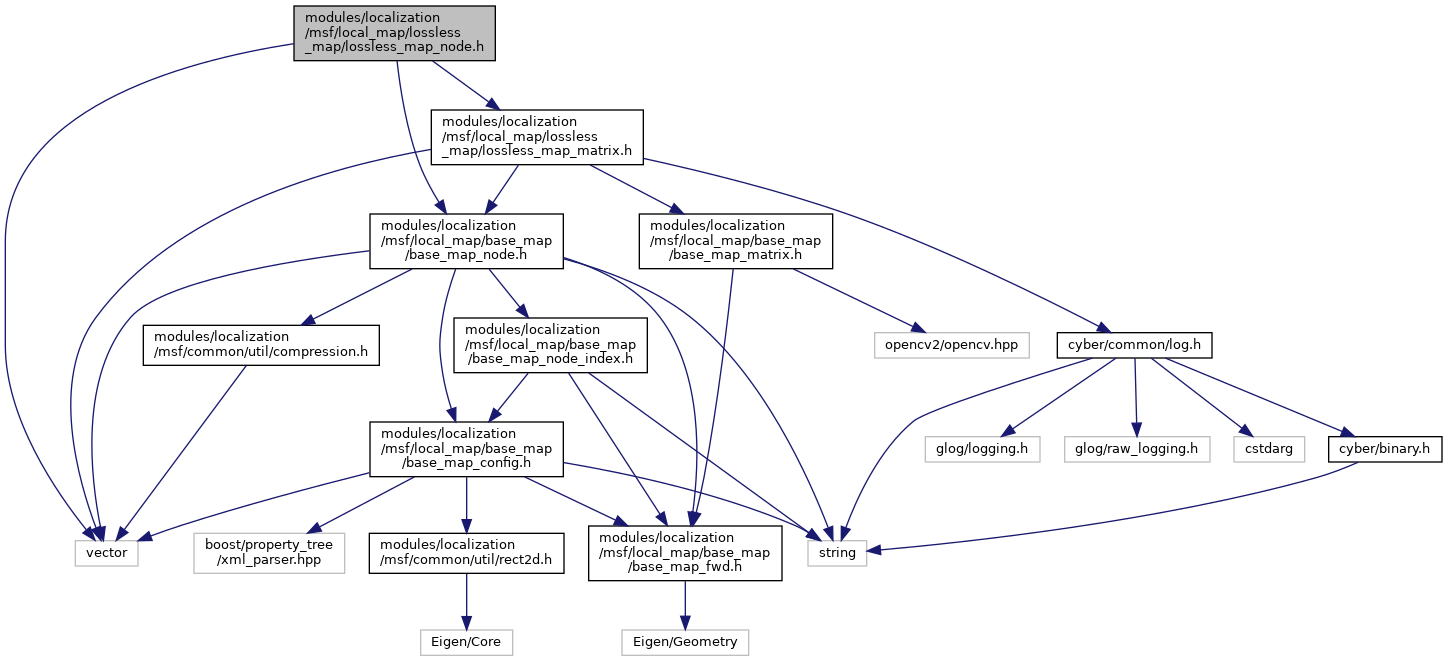 modules/localization
/msf/local_map/lossless
_map/lossless_map_node.h
modules/localization
/msf/local_map/lossless
_map/lossless_map_matrix.h
modules/localization
/msf/local_map/base_map
/base_map_node.h
modules/localization
/msf/local_map/base_map
/base_map_matrix.h
modules/localization
/msf/common/util/compression.h
modules/localization
/msf/local_map/base_map
/base_map_node_index.h
opencv2/opencv.hpp
cyber/common/log.h
modules/localization
/msf/local_map/base_map
/base_map_config.h
glog/logging.h
glog/raw_logging.h
cstdarg
cyber/binary.h
vector
boost/property_tree
/xml_parser.hpp
modules/localization
/msf/common/util/rect2d.h
modules/localization
/msf/local_map/base_map
/base_map_fwd.h
string
Eigen/Core
Eigen/Geometry